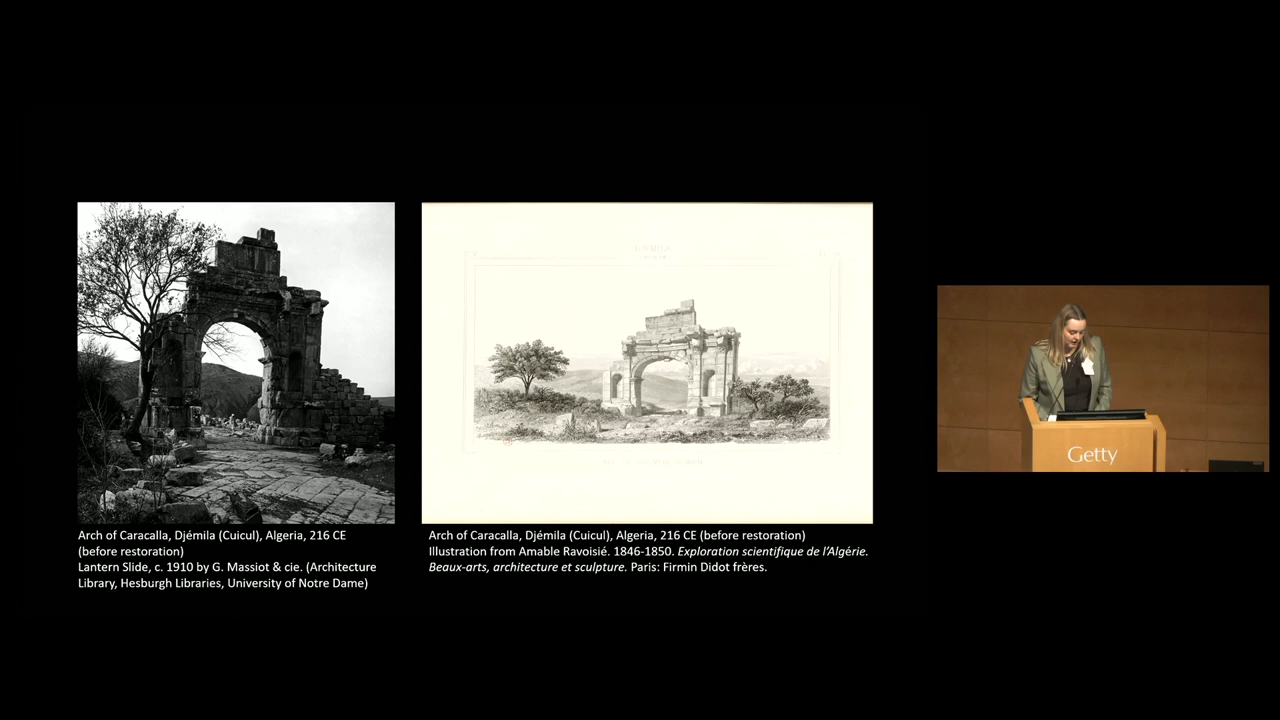 DJEMILA
Arch of Caracalla, Djémila (Cuicul), Algeria, 216 CE
(before restoration)
Lantern Slide, c. 1910 by G. Massiot & cie. (Architecture
Library, Hesburgh Libraries, University of Notre Dame)
Arch of Caracalla, Djémila (Cuicul), Algeria, 216 CE (before restoration)
Illustration from Amable Ravoisié. 1846-1850. Exploration scientifique de l’Algérie.
Beaux-arts, architecture et sculpture. Paris: Firmin Didot frères.
Getty